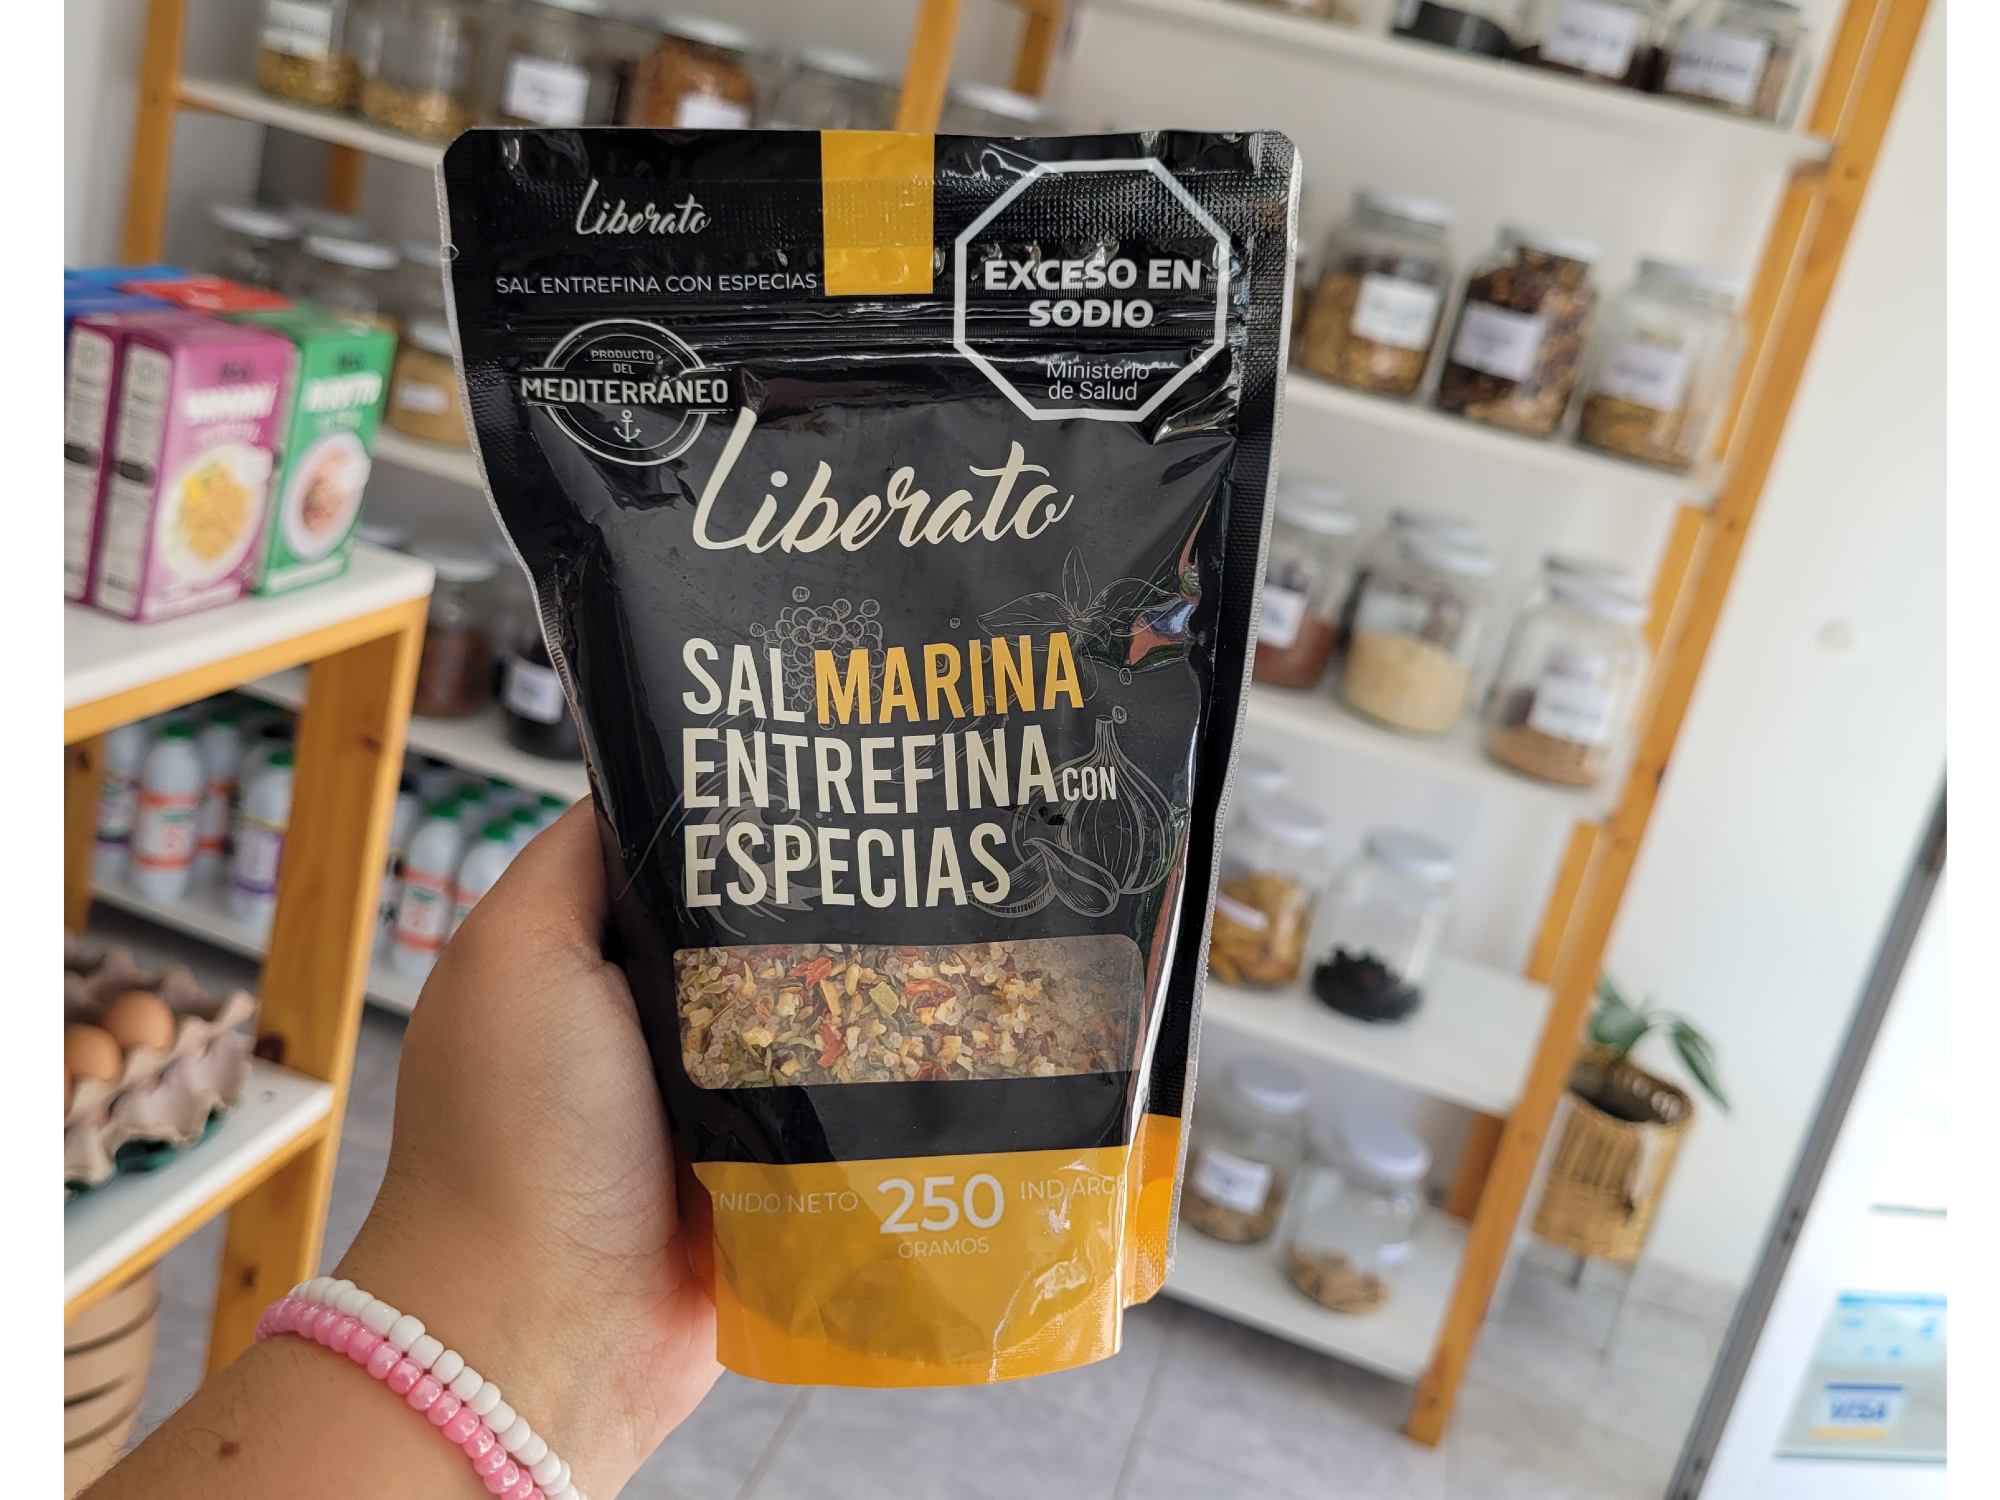 Liberato
SAL ENTREFINA CON ESPECIAS
EXCESO EN
SODIO
Ministerio
de Salud
PRODUCTO
DEL
MEDITERRÁNEO
Liberato
SAL MARINA
ENTREFINA CON
ESPECIAS
ENIDO NETO 250 IND ARGE
GRAMOS
VISA